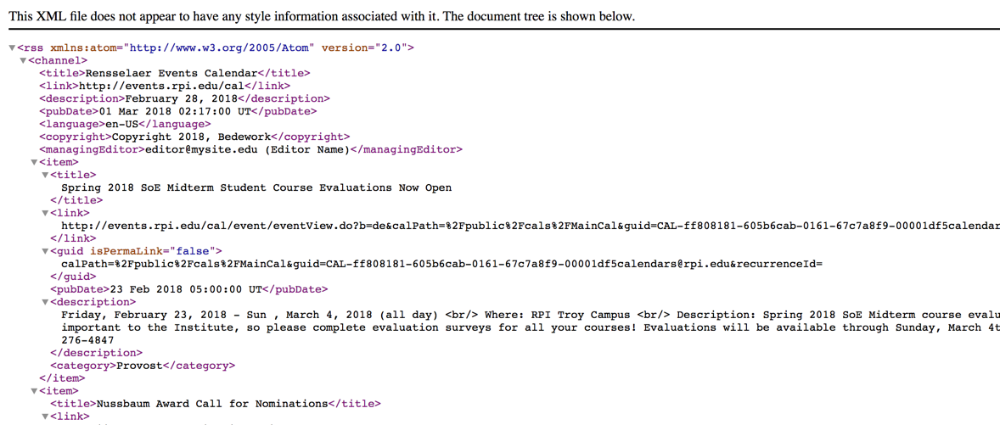 This XML file does not appear to have any style information associated with it. The document tree is shown below.
▼<rss xmlns:atom="http://www.w3.org/2005/Atom" version="2.0">
▼<channel>
<title>Rensselaer Events Calendar</title>
<link>http://events.rpi.edu/cal</link>
<description>February 28, 2018</description>
<pubDate>01 Mar 2018 02:17:00 UT</pubDate>
<language>en-US</language>
<copyright>Copyright 2018, Bedework</copyright>
<managingEditor>editor@mysite.edu (Editor Name)</managingEditor>
▼<item>
▼<title>
Spring 2018 SoE Midterm Student Course Evaluations Now Open
</title>
▼<link>
http://events.rpi.edu/cal/event/eventView.do?b=de&calPath=%2Fpublic%2Fcals%2FMainCal&guid=CAL-ff808181-605b6cab-0161-67c7a8f9-00001df5calendar
</link>
▼<guid isPermaLink="false">
calPath=%2Fpublic%2Fcals%2FMainCal&guid=CAL-ff808181-605b6cab-0161-67c7a8f9-00001df5calendars@rpi.edu&recurrenceId=
</guid>
<pubDate>23 Feb 2018 05:00:00 UT</pubDate>
▼<description>
Friday, February 23, 2018 - Sun , March 4, 2018 (all day) <br/> Where: RPI Troy Campus <br/> Description: Spring 2018 SoE Midterm course evalu
important to the Institute, so please complete evaluation surveys for all your courses! Evaluations will be available through Sunday, March 4t
276-4847
</description>
<category>Provost</category>
</item>
▼<item>
<title>Nussbaum Award Call for Nominations</title>
▼<link>